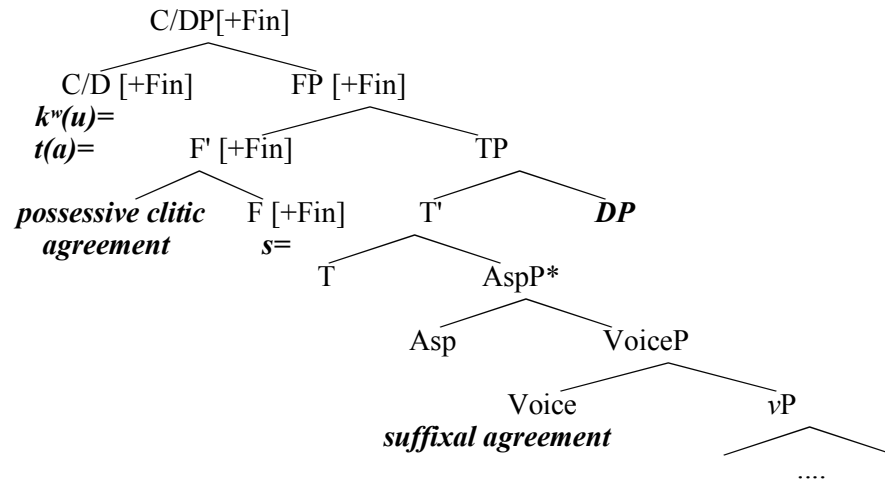 C/DP[+Fin]
C/D [+Fin] FP [+Fin]
kʷ(u)=
t(a)= F' [+Fin] TP
possessive clitic F [+Fin] T' DP
agreement s=
T AspP*
Asp VoiceP
Voice vP
suffixal agreement
....